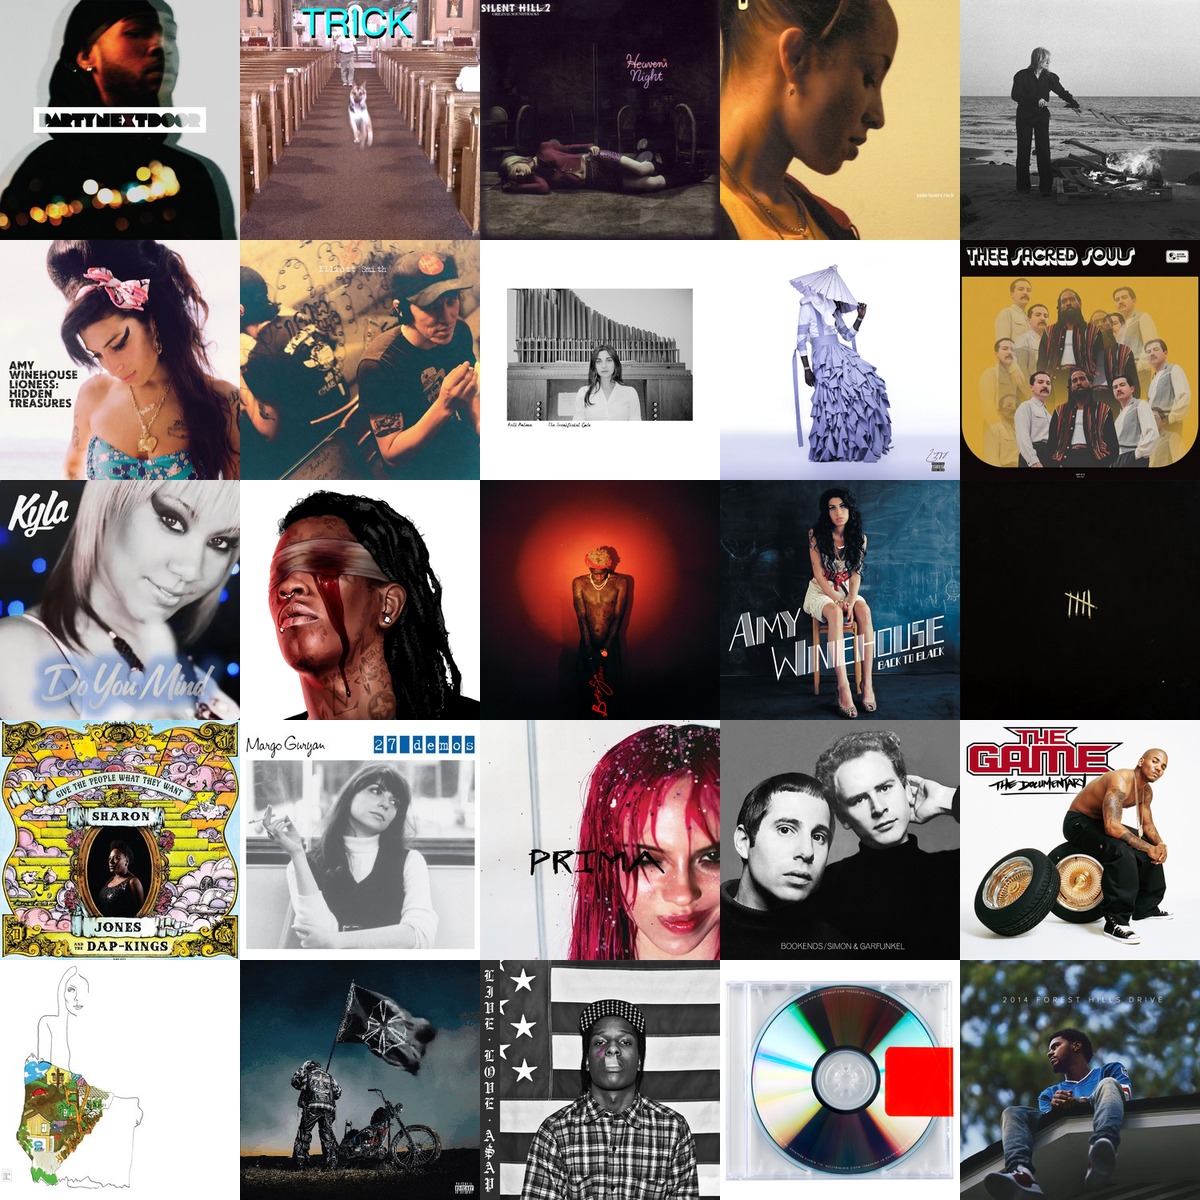 PARTYNEXTDOOR
TRICK
SILENT HILL 2
ORIGINAL SOUNDTRACKS
Heaven's
Night
AMY
WINEHOUSE
LIONESS:
HIDDEN
TREASURES
Elliott Smith
THEE SACRED SOULS
Kyla
Do You Mind
AMY
WINEHOUSE
BACK TO BLACK
GIVE THE PEOPLE WHAT THEY WANT
SHARON
JONES
AND THE
DAP-KINGS
Margo Guryan
27 demos
PRIMA
BOOKENDS/SIMON & GARFUNKEL
THE
GAME
THE DOCUMENTARY
LIVE·LOVE·A$AP
2014 FOREST HILLS DRIVE